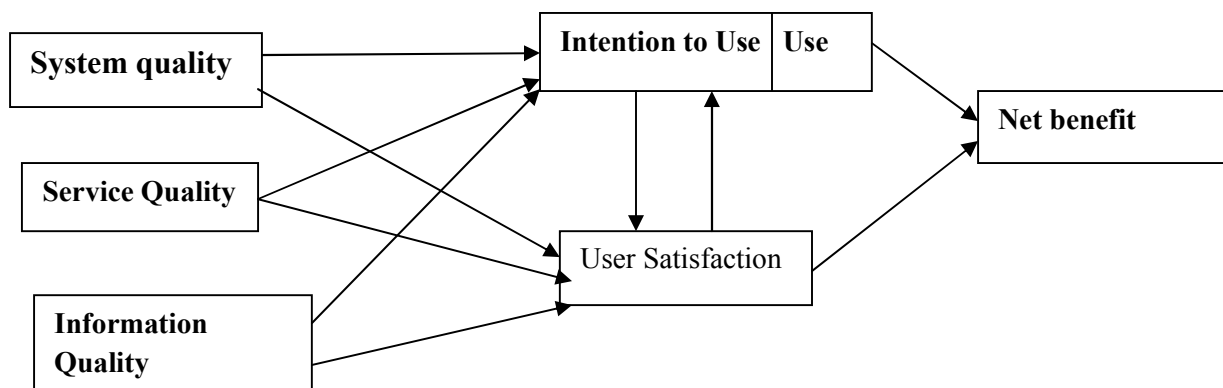 System quality
Intention to Use
Use
Net benefit
Service Quality
User Satisfaction
Information
Quality